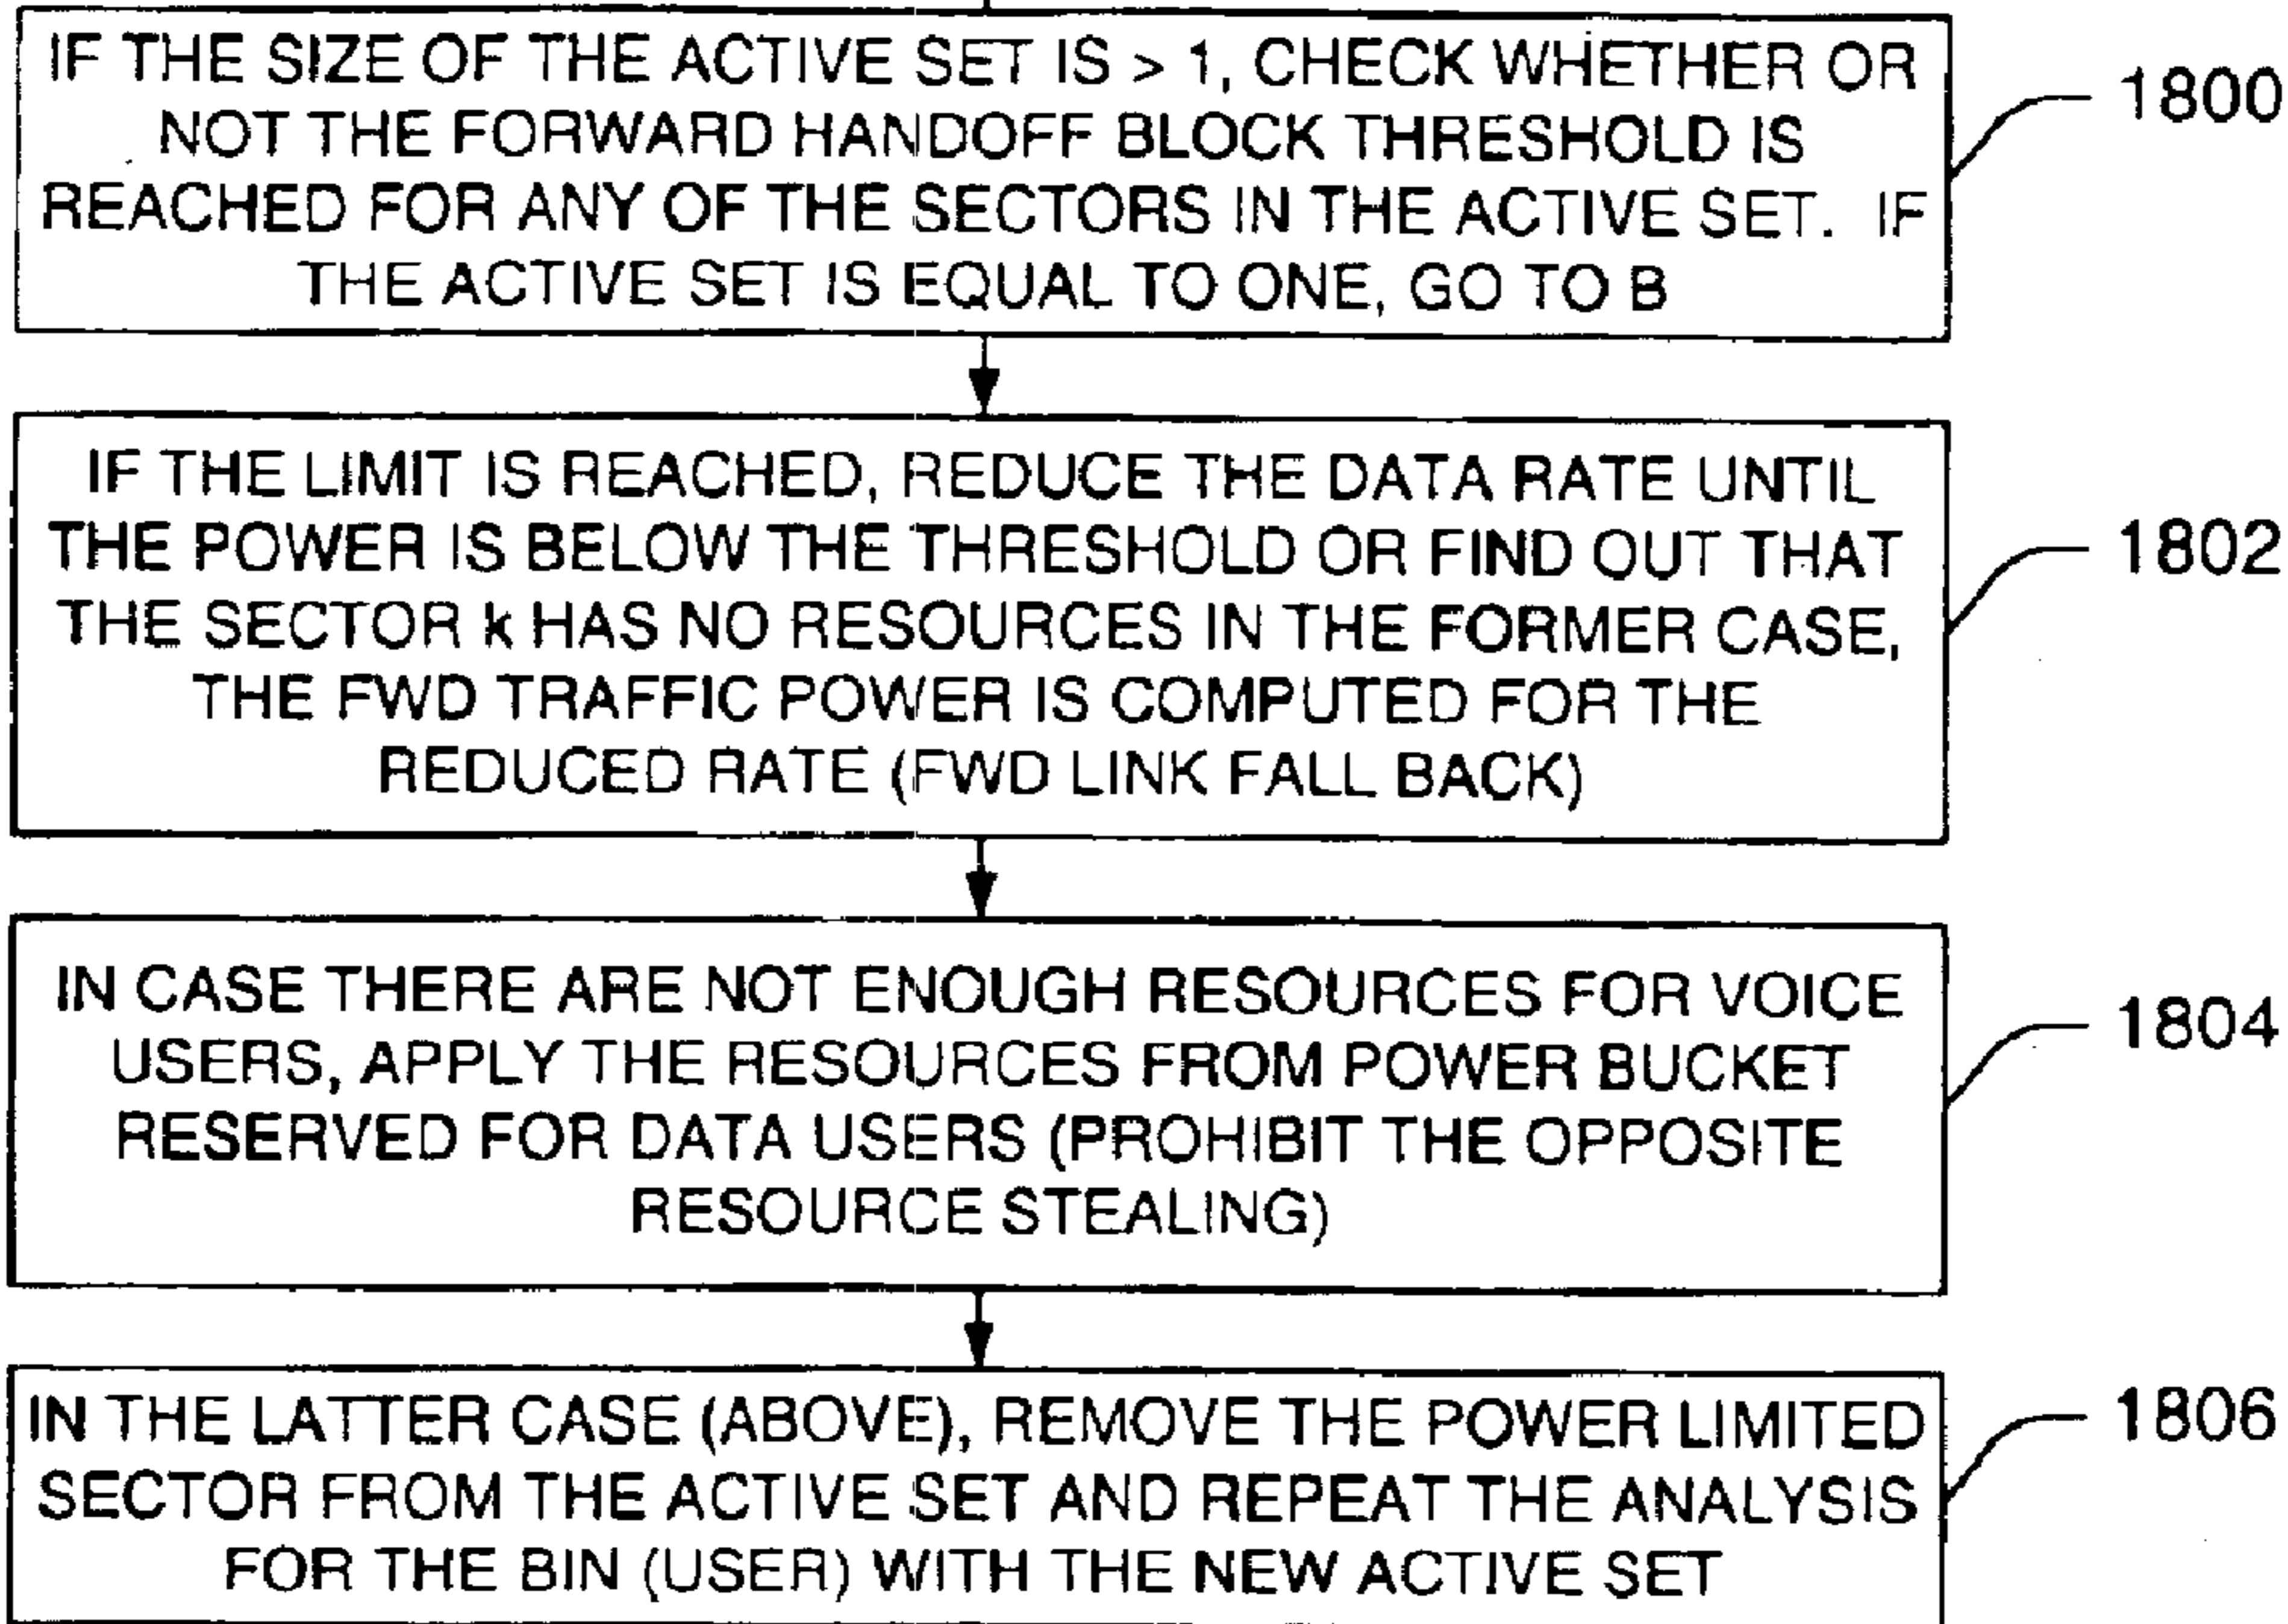 IF THE SIZE OF THE ACTIVE SET IS > 1, CHECK WHETHER OR
NOT THE FORWARD HANDOFF BLOCK THRESHOLD IS
REACHED FOR ANY OF THE SECTORS IN THE ACTIVE SET. IF
THE ACTIVE SET IS EQUAL TO ONE, GO TO B
1800
IF THE LIMIT IS REACHED, REDUCE THE DATA RATE UNTIL
THE POWER IS BELOW THE THRESHOLD OR FIND OUT THAT
THE SECTOR k HAS NO RESOURCES IN THE FORMER CASE,
THE FWD TRAFFIC POWER IS COMPUTED FOR THE
REDUCED RATE (FWD LINK FALL BACK)
1802
IN CASE THERE ARE NOT ENOUGH RESOURCES FOR VOICE
USERS, APPLY THE RESOURCES FROM POWER BUCKET
RESERVED FOR DATA USERS (PROHIBIT THE OPPOSITE
RESOURCE STEALING)
1804
IN THE LATTER CASE (ABOVE), REMOVE THE POWER LIMITED
SECTOR FROM THE ACTIVE SET AND REPEAT THE ANALYSIS
FOR THE BIN (USER) WITH THE NEW ACTIVE SET
1806